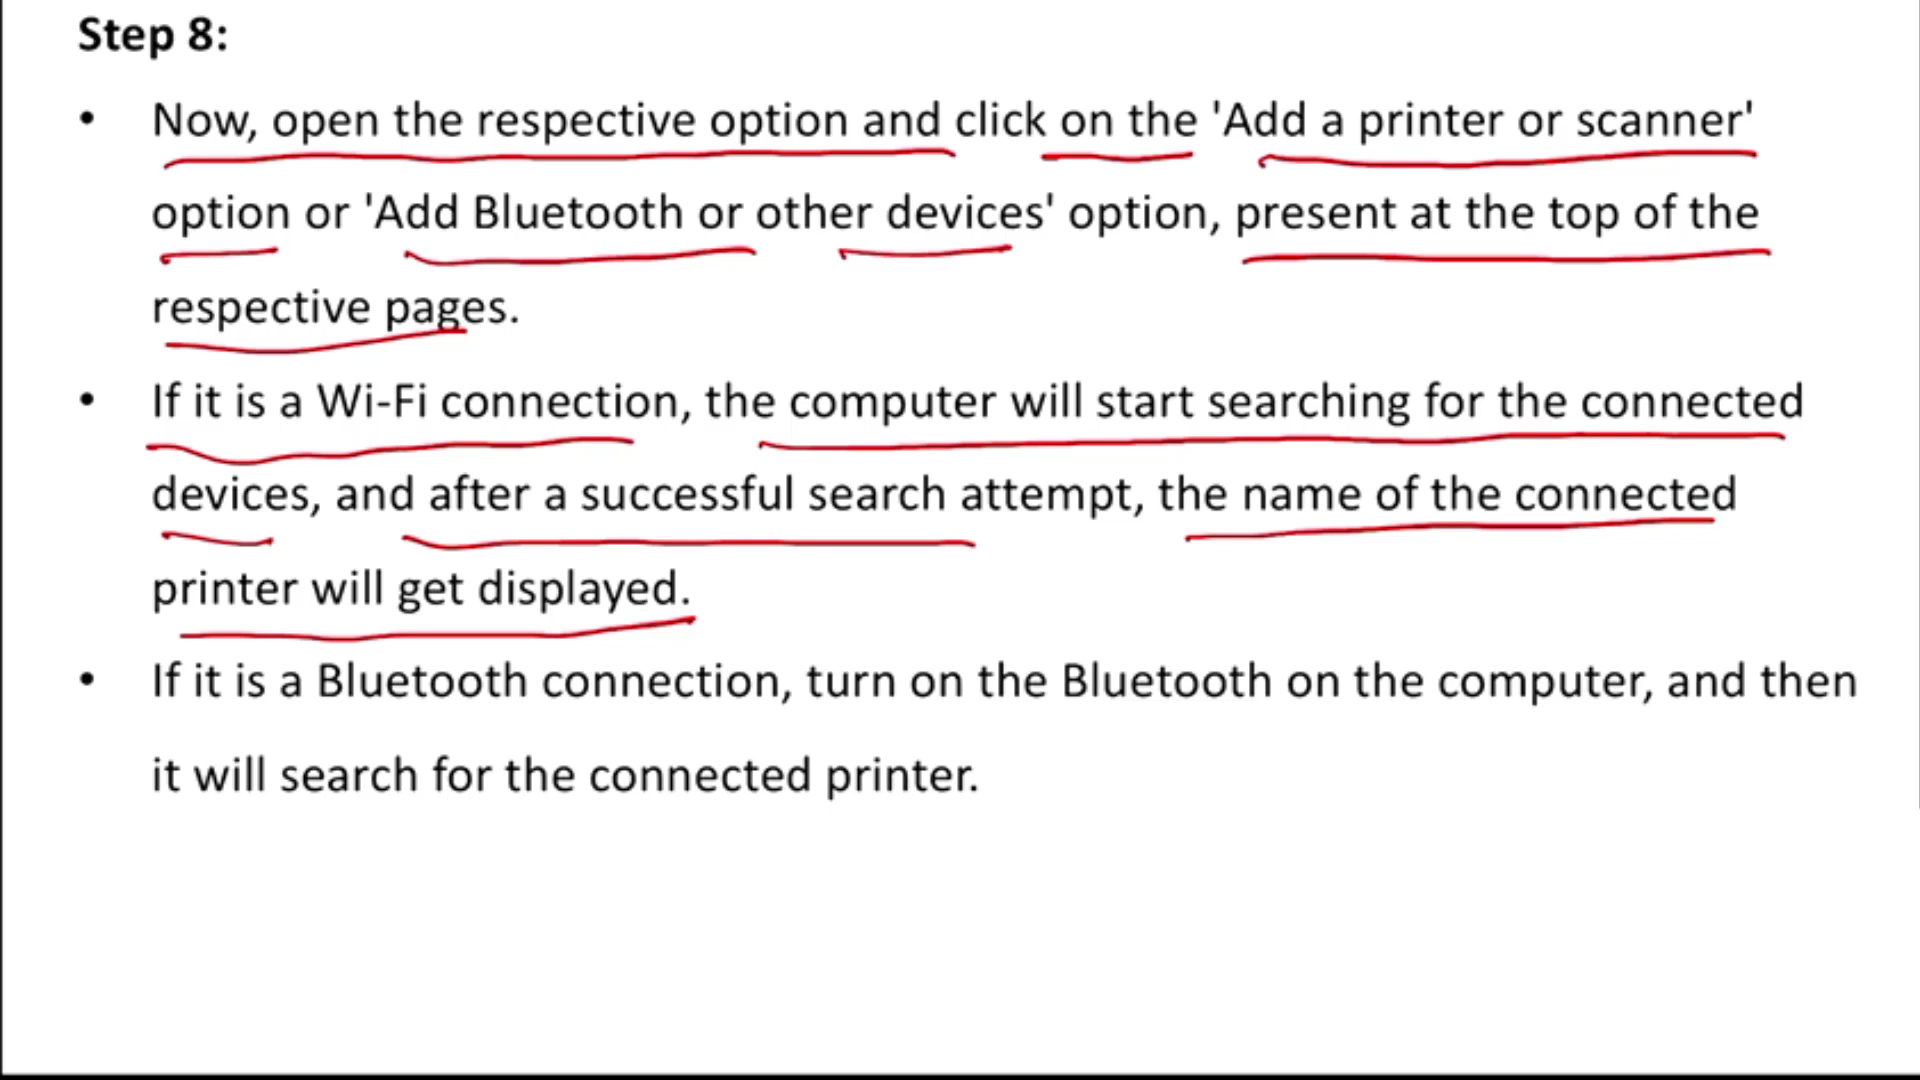 Step 8:
• Now, open the respective option and click on the 'Add a printer or scanner'
option or 'Add Bluetooth or other devices' option, present at the top of the
respective pages.
• If it is a Wi-Fi connection, the computer will start searching for the connected
devices, and after a successful search attempt, the name of the connected
printer will get displayed.
• If it is a Bluetooth connection, turn on the Bluetooth on the computer, and then
it will search for the connected printer.